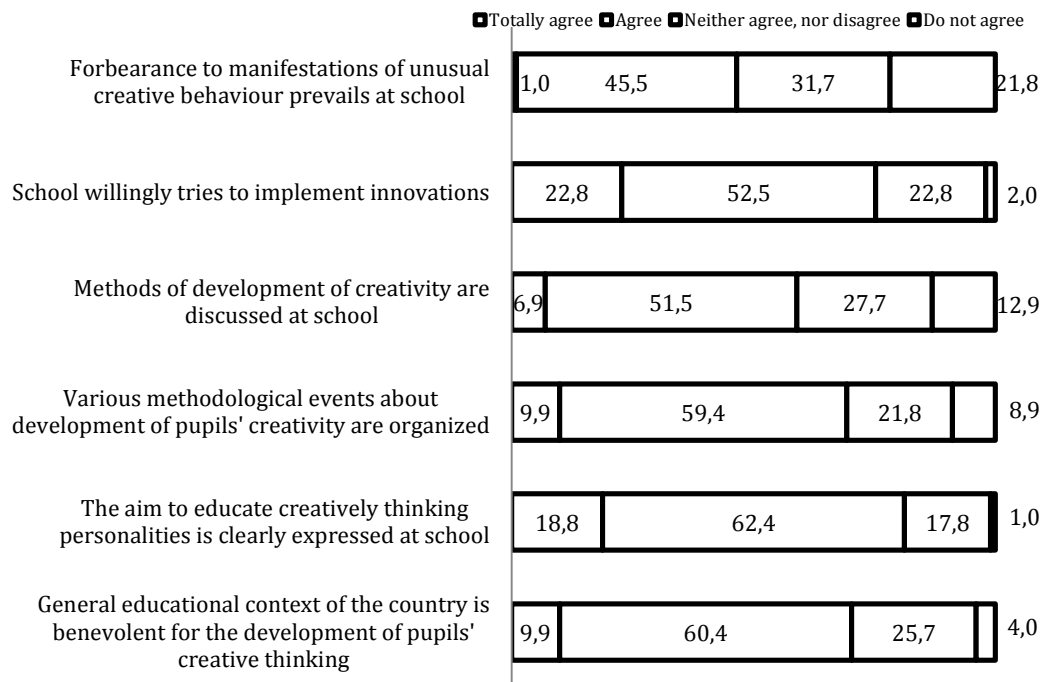 Totally agree Agree Neither agree, nor disagree Do not agree
Forbearance to manifestations of unusual
creative behaviour prevails at school
1,0 45,5 31,7 21,8
School willingly tries to implement innovations
22,8 52,5 22,8 2,0
Methods of development of creativity are
discussed at school
6,9 51,5 27,7 12,9
Various methodological events about
development of pupils' creativity are organized
9,9 59,4 21,8 8,9
The aim to educate creatively thinking
personalities is clearly expressed at school
18,8 62,4 17,8 1,0
General educational context of the country is
benevolent for the development of pupils'
creative thinking
9,9 60,4 25,7 4,0